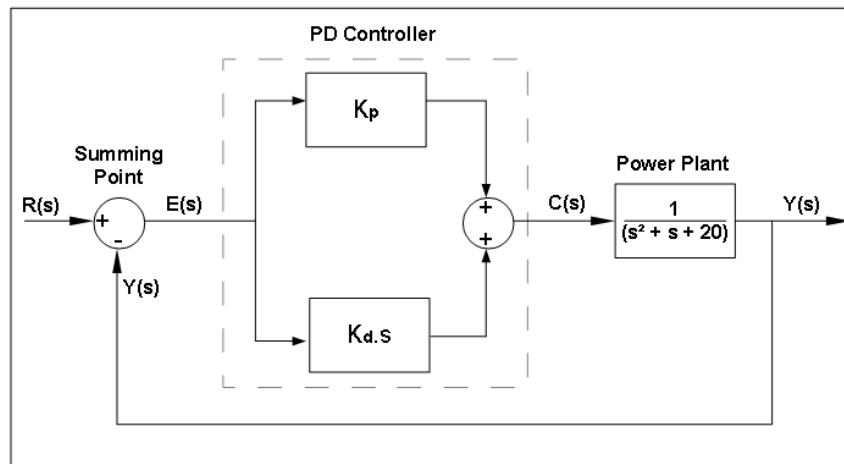 PD Controller
Kp
Summing
Point
Power Plant
R(s)
+
-
E(s)
+
+
C(s)
1
(s² + s + 20)
Y(s)
Y(s)
Kd.s